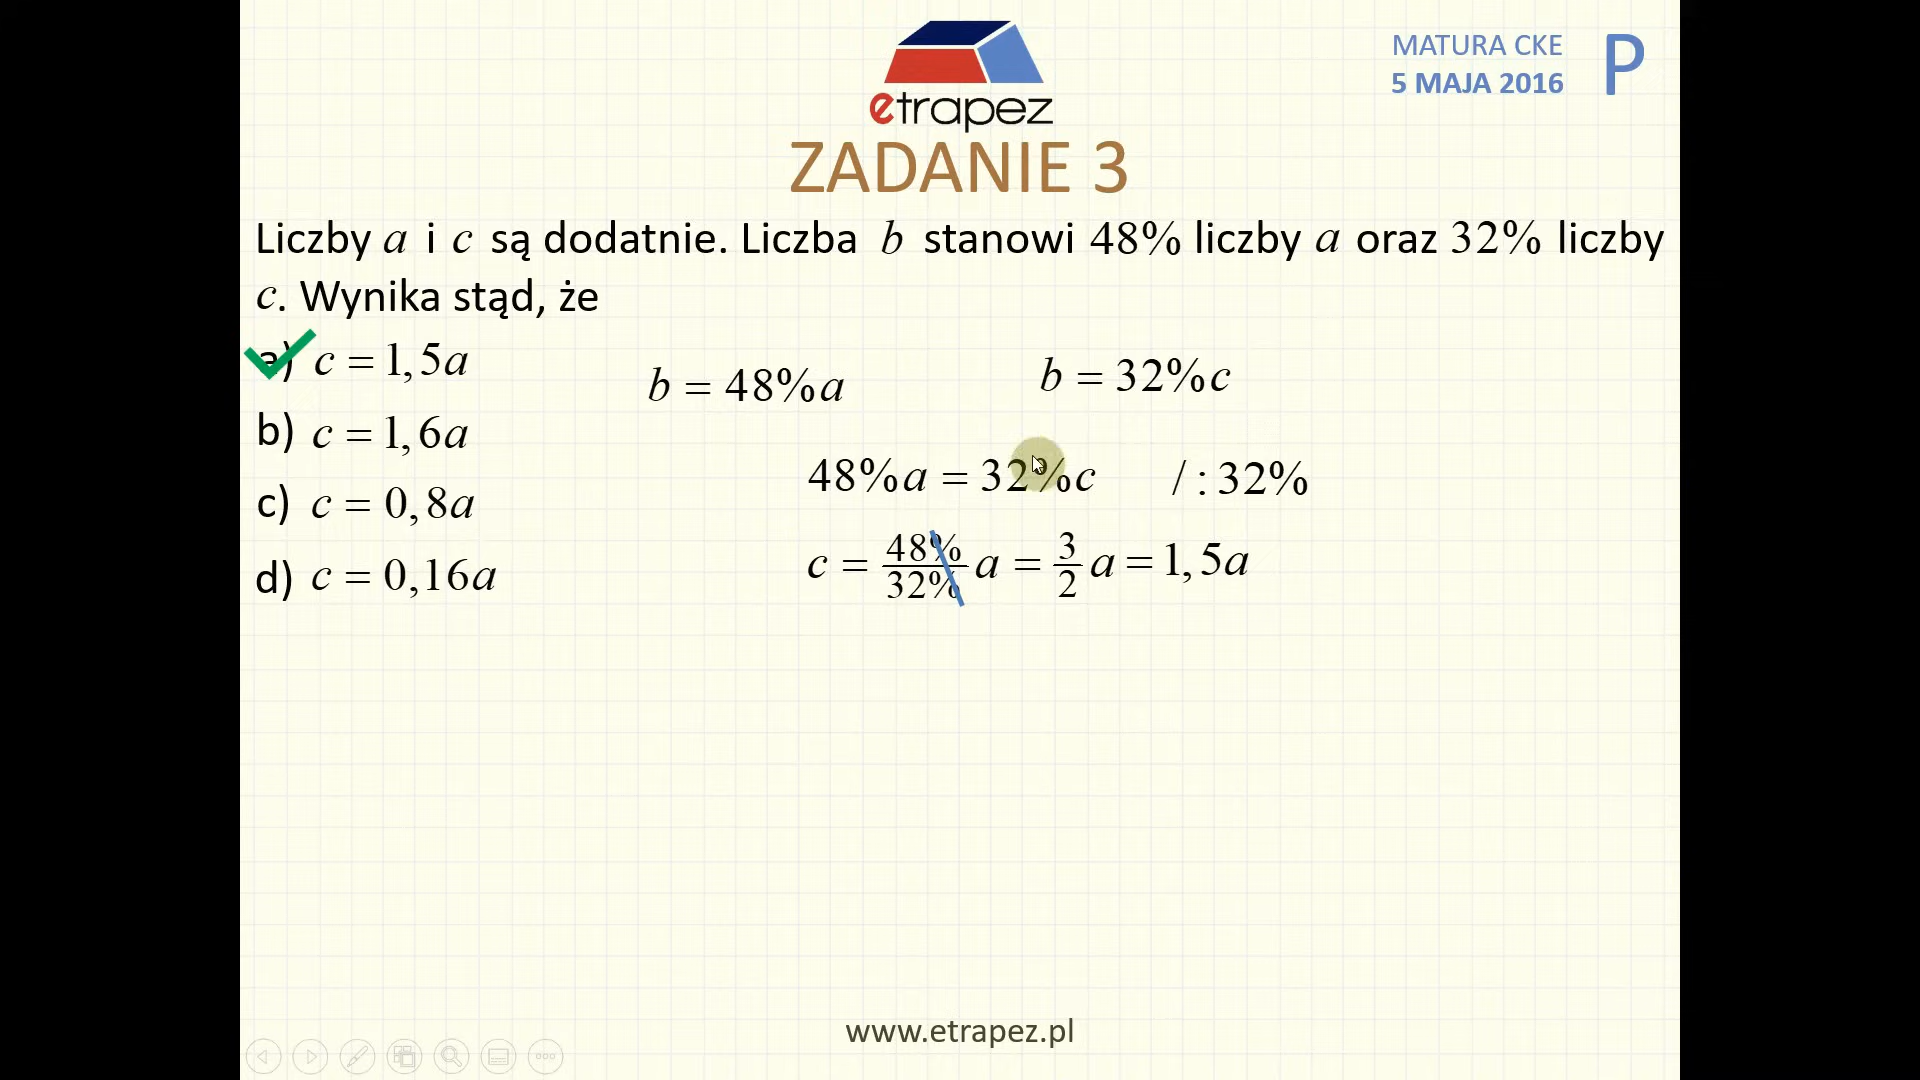 etrapez
MATURA CKE
5 MAJA 2016
P
ZADANIE 3
Liczby a i c są dodatnie. Liczba b stanowi 48% liczby a oraz 32% liczby
c. Wynika stąd, że
a) c = 1,5a
b) c = 1,6a
c) c = 0,8a
d) c = 0,16a
b = 48%a
b = 32%c
48%a = 32%c /:32%
c = 48%/32% a = 3/2 a = 1,5a
www.etrapez.pl